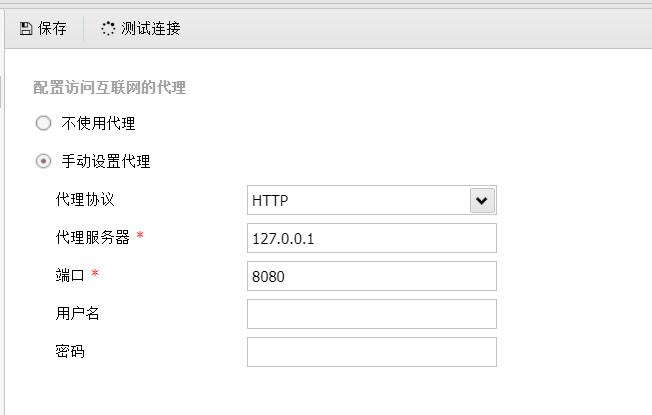 保存 测试连接
配置访问互联网的代理
不使用代理
手动设置代理
代理协议 HTTP
代理服务器 * 127.0.0.1
端口 * 8080
用户名
密码